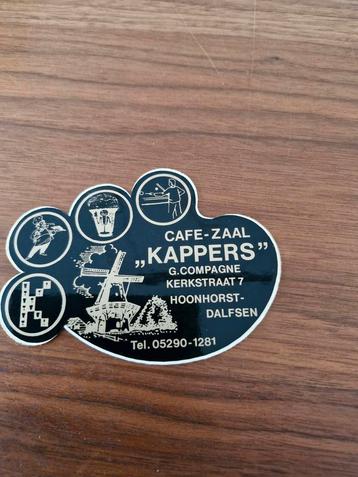 CAFE-ZAAL
„KAPPERS”
G.COMPAGNE
KERKSTRAAT 7
HOONHORST-
DALFSEN
Tel. 05290-1281
K